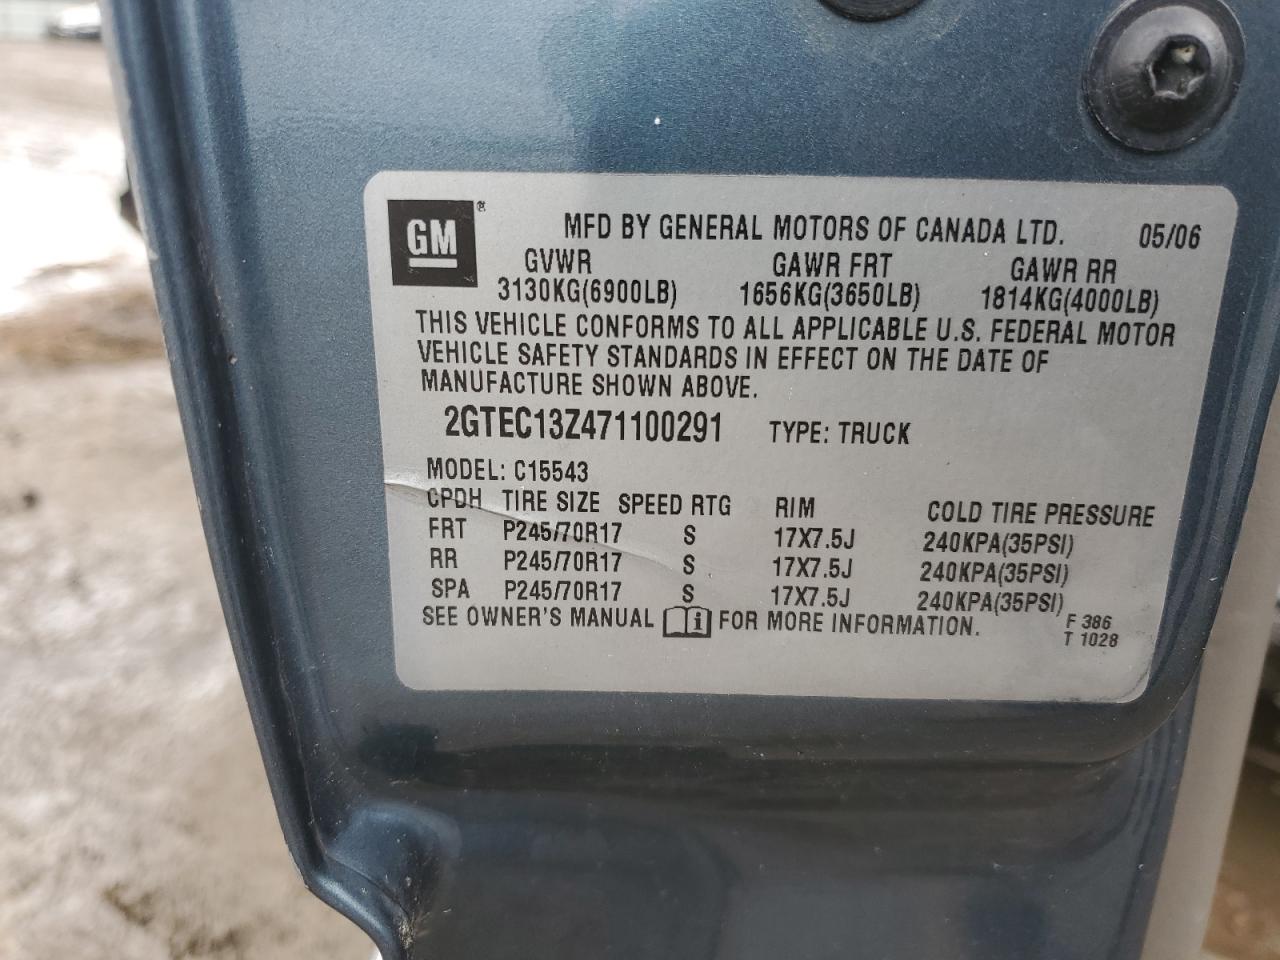 GM ®
MFD BY GENERAL MOTORS OF CANADA LTD. 05/06
GVWR GAWR FRT GAWR RR
3130KG(6900LB) 1656KG(3650LB) 1814KG(4000LB)
THIS VEHICLE CONFORMS TO ALL APPLICABLE U.S. FEDERAL MOTOR
VEHICLE SAFETY STANDARDS IN EFFECT ON THE DATE OF
MANUFACTURE SHOWN ABOVE.
2GTEC13Z471100291 TYPE: TRUCK
MODEL: C15543
CPDH TIRE SIZE SPEED RTG RIM COLD TIRE PRESSURE
FRT P245/70R17 S 17X7.5J 240KPA(35PSI)
RR P245/70R17 S 17X7.5J 240KPA(35PSI)
SPA P245/70R17 S 17X7.5J 240KPA(35PSI)
SEE OWNER'S MANUAL i FOR MORE INFORMATION.
F 386
T 1028